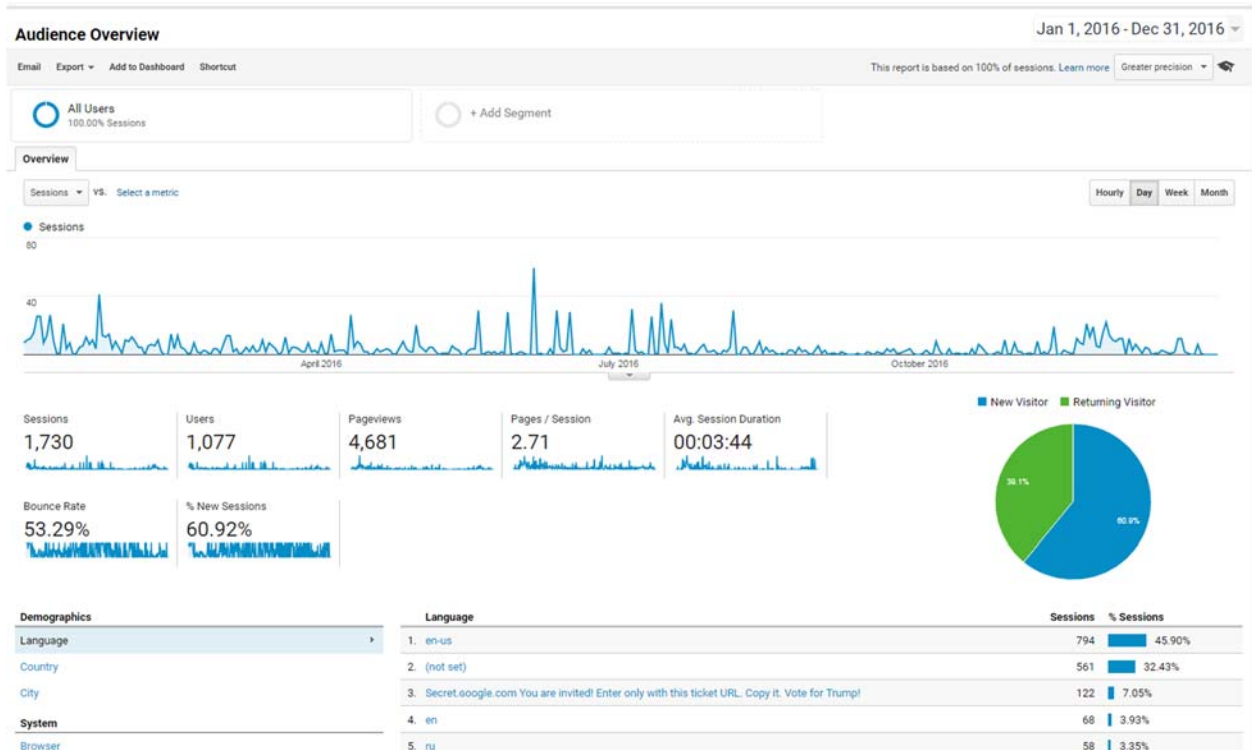 Audience Overview
Jan 1, 2016 - Dec 31, 2016
Email Export Add to Dashboard Shortcut
This report is based on 100% of sessions. Learn more Greater precision
All Users
100.00% Sessions
+ Add Segment
Overview
Sessions VS. Select a metric
Hourly Day Week Month
Sessions
80
40
April 2016 July 2016 October 2016
New Visitor Returning Visitor
Sessions Users Pageviews Pages / Session Avg. Session Duration
1,730 1,077 4,681 2.71 00:03:44
Bounce Rate % New Sessions
53.29% 60.92%
39.1%
60.9%
Demographics
Language
Country
City
System
Browser
Language Sessions % Sessions
1. en-us 794 45.90%
2. (not set) 561 32.43%
3. Secret.ɢoogle.com You are invited! Enter only with this ticket URL. Copy it. Vote for Trump! 122 7.05%
4. en 68 3.93%
5. ru 58 3.35%